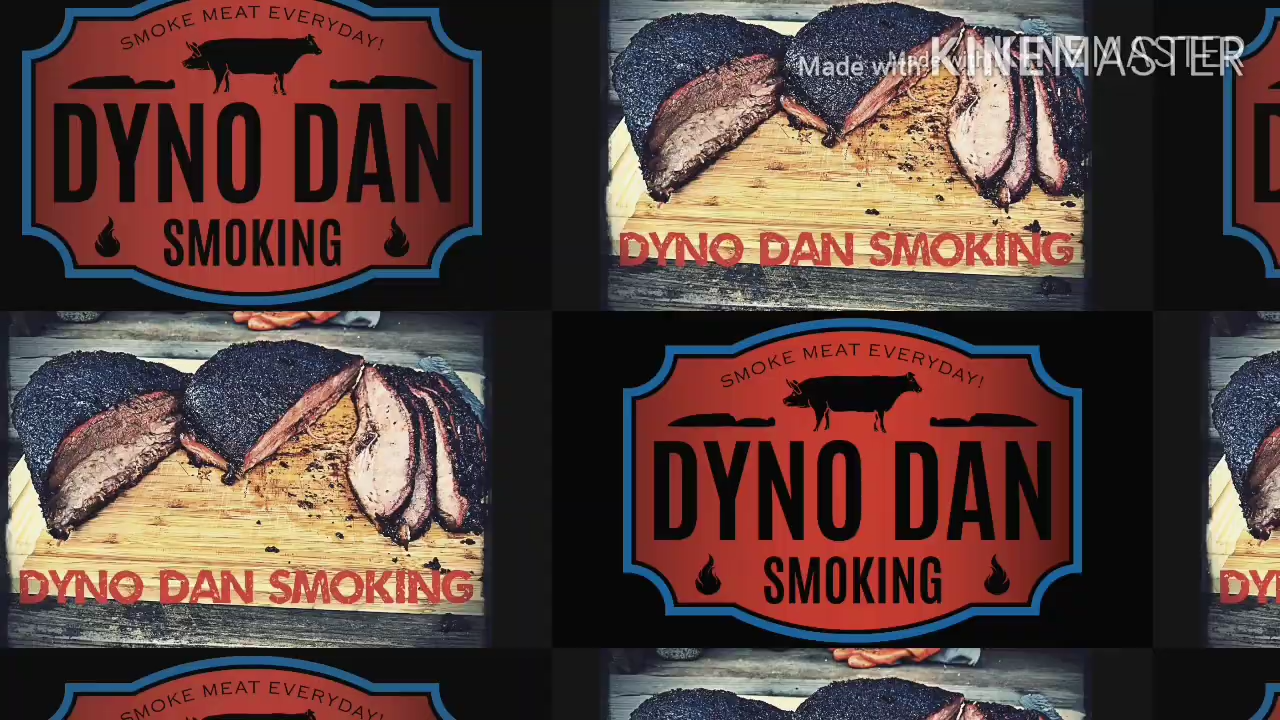 SMOKE MEAT EVERYDAY!
DYNO DAN
SMOKING
Made with KINEMASTER
DYNO DAN SMOKING
D
DYNO DAN SMOKING
SMOKE MEAT EVERYDAY!
DYNO DAN
SMOKING
DY
SMOKE MEAT EVERYDAY!